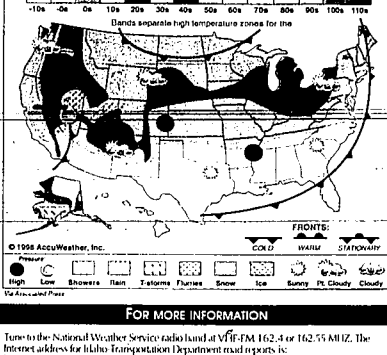 -10s -0s 0s 10s 20s 30s 40s 50s 60s 70s 80s 90s 100s 110s
Bands separate high temperature zones for the
FRONTS:
COLD WARM STATIONARY
© 1998 AccuWeather, Inc.
Pressure
High Low Showers Rain T-storms Flurries Snow Ice Sunny Pt. Cloudy Cloudy
Via Associated Press
FOR MORE INFORMATION
Tune to the National Weather Service radio band at VHF-FM 162.4 or 162.55 MHZ. The
Internet address for Idaho Transportation Department road reports is: